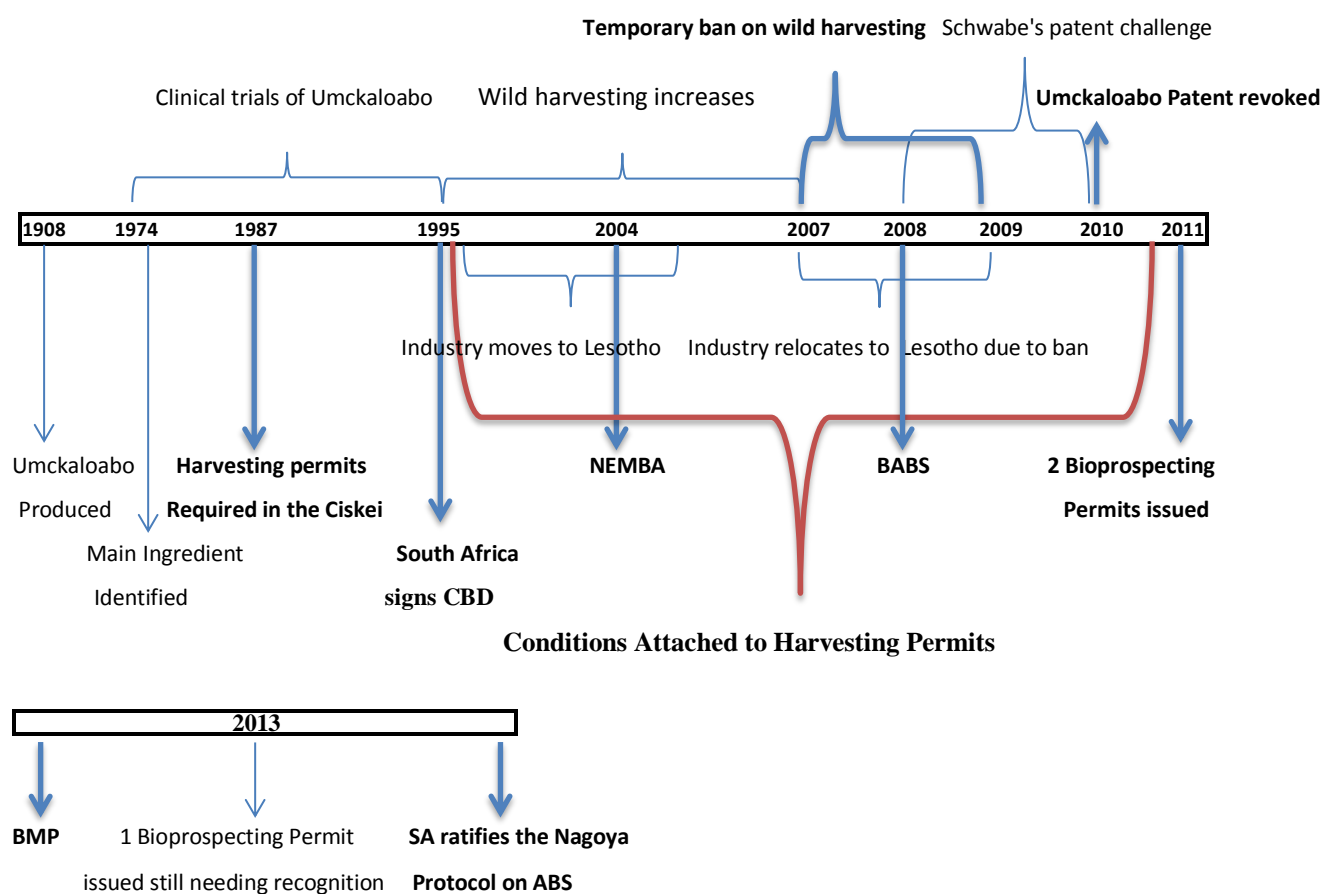 Temporary ban on wild harvesting Schwabe's patent challenge
Clinical trials of Umckaloabo Wild harvesting increases Umckaloabo Patent revoked
1908 1974 1987 1995 2004 2007 2008 2009 2010 2011
Industry moves to Lesotho Industry relocates to Lesotho due to ban
Umckaloabo Harvesting permits NEMBA BABS 2 Bioprospecting
Produced Required in the Ciskei Permits issued
Main Ingredient South Africa
Identified signs CBD
Conditions Attached to Harvesting Permits
2013
BMP 1 Bioprospecting Permit SA ratifies the Nagoya
issued still needing recognition Protocol on ABS